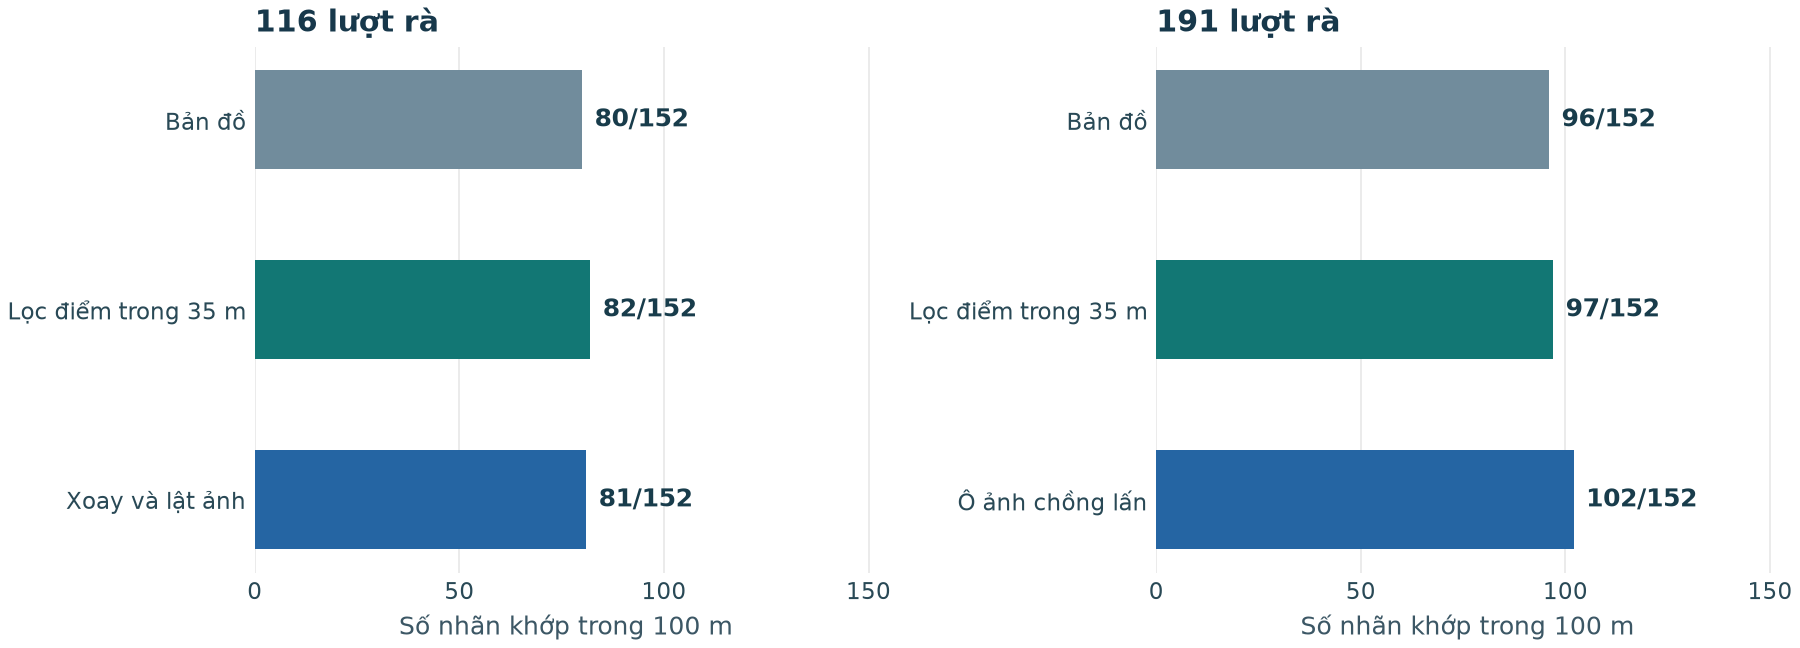 116 lượt rà
Bản đồ
80/152
Lọc điểm trong 35 m
82/152
Xoay và lật ảnh
81/152
0 50 100 150
Số nhãn khớp trong 100 m
191 lượt rà
Bản đồ
96/152
Lọc điểm trong 35 m
97/152
Ô ảnh chồng lấn
102/152
0 50 100 150
Số nhãn khớp trong 100 m